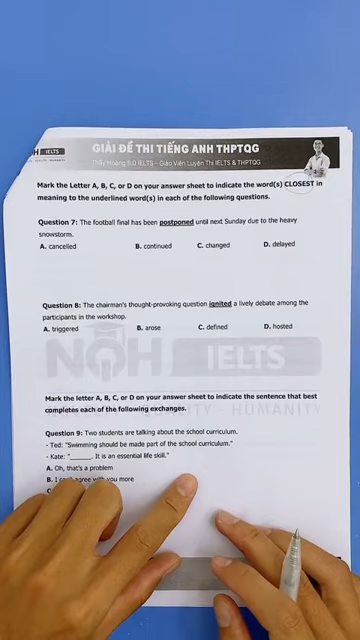 H IELTS
GIẢI ĐỀ THI TIẾNG ANH THPTQG
Thầy Hoàng 9.0 IELTS - Giáo Viên Luyện Thi IELTS & THPTQG
Mark the Letter A, B, C, or D on your answer sheet to indicate the word(s) CLOSEST in
meaning to the underlined word(s) in each of the following questions.
Question 7: The football final has been postponed until next Sunday due to the heavy
snowstorm.
A. cancelled B. continued C. changed D. delayed
Question 8: The chairman's thought-provoking question ignited a lively debate among the
participants in the workshop.
A. triggered B. arose C. defined D. hosted
NQH IELTS
Mark the letter A, B, C, or D on your answer sheet to indicate the sentence that best
completes each of the following exchanges.
HUMANITY
Question 9: Two students are talking about the school curriculum.
- Ted: "Swimming should be made part of the school curriculum."
- Kate: "______. It is an essential life skill."
A. Oh, that's a problem
B. I can't agree with you more